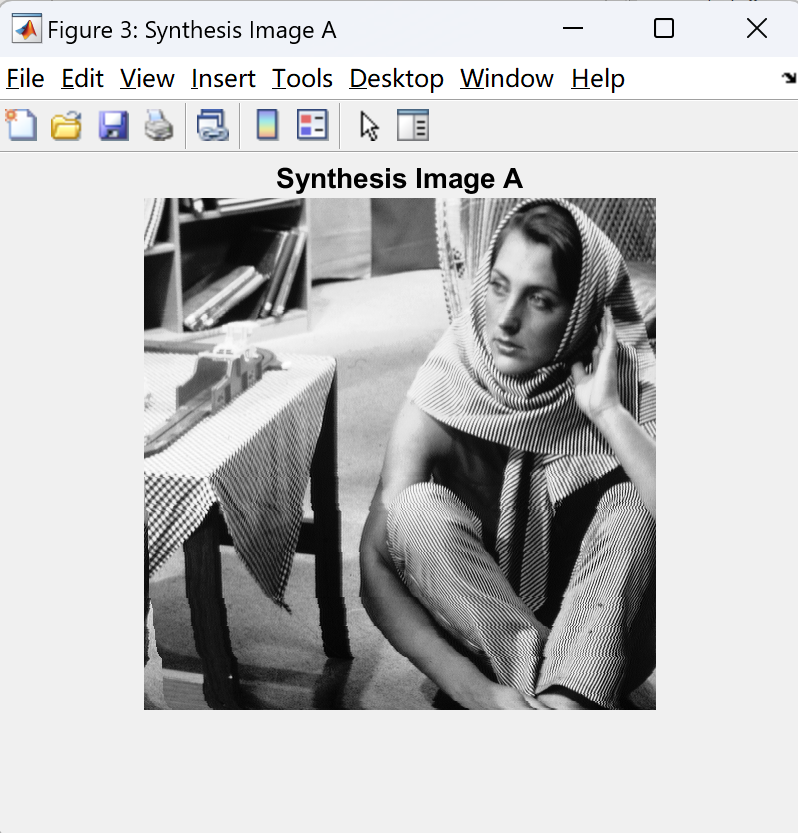 Figure 3: Synthesis Image A
File Edit View Insert Tools Desktop Window Help
Synthesis Image A